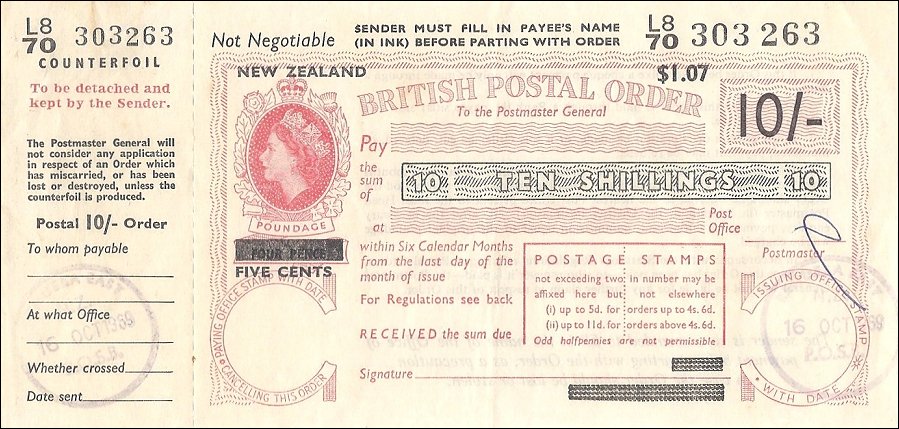 L8
70 303263
COUNTERFOIL
To be detached and
kept by the Sender.
The Postmaster General will
not consider any application
in respect of an Order which
has miscarried, or has been
lost or destroyed, unless the
counterfoil is produced.
Postal 10/- Order
To whom payable
At what Office
Whether crossed
Date sent
EAST
16 OCT 1969
Not Negotiable
SENDER MUST FILL IN PAYEE'S NAME
(IN INK) BEFORE PARTING WITH ORDER
L8
70 303 263
NEW ZEALAND
$1.07
BRITISH POSTAL ORDER
To the Postmaster General
10/-
Pay
the
sum
of
10 TEN SHILLINGS 10
at
Post
Office
POUNDAGE
FOUR PENCE
FIVE CENTS
within Six Calendar Months
from the last day of the
month of issue
For Regulations see back
RECEIVED the sum due
Signature
POSTAGE STAMPS
not exceeding two in number may be
affixed here but not elsewhere
(i) up to 5d. for orders up to 4s. 6d.
(ii) up to 11d. for orders above 4s. 6d.
Odd halfpennies are not permissible
Postmaster
PAYING OFFICE STAMP WITH DATE
CANCELLING THIS ORDER
ISSUING OFFICE STAMP
WITH DATE
16 OCT 1969
P.O.S.